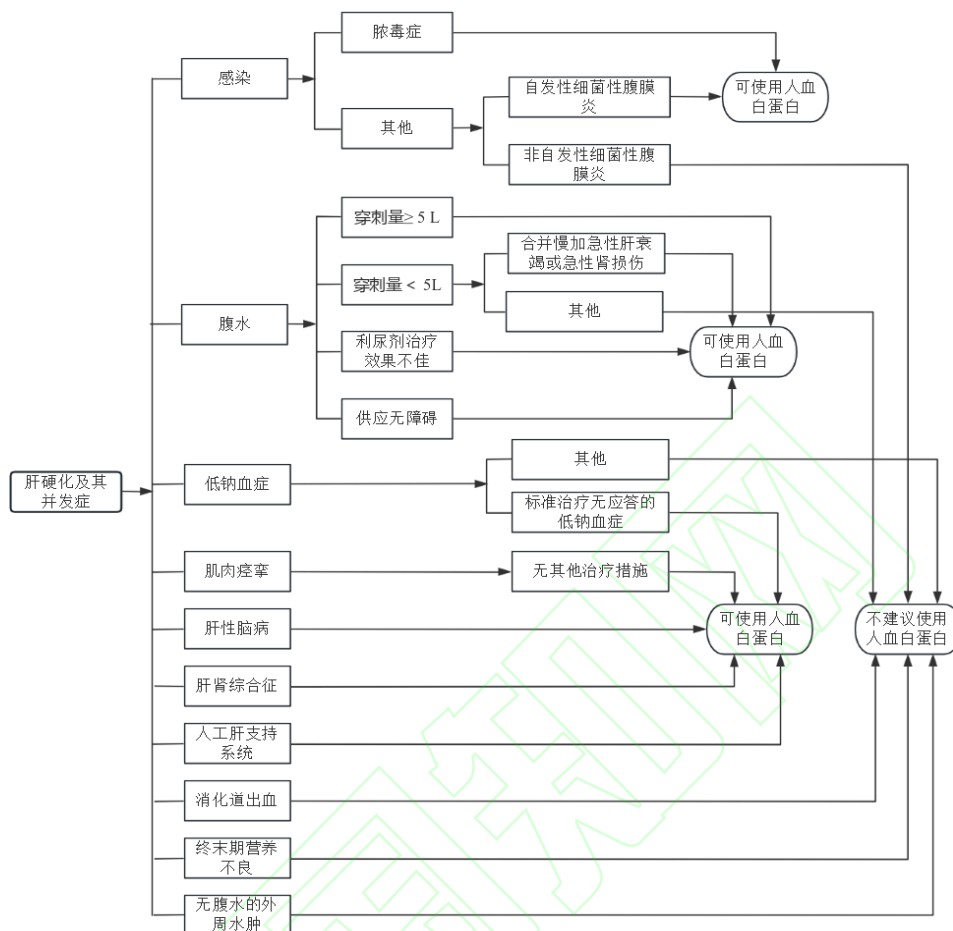 脓毒症
感染
可使用人血
白蛋白
自发性细菌性腹膜
炎
其他
非自发性细菌性腹
膜炎
穿刺量≥ 5 L
合并慢加急性肝衰
竭或急性肾损伤
穿刺量 < 5L
其他
腹水
利尿剂治疗
效果不佳
可使用人血
白蛋白
供应无障碍
其他
肝硬化及其
并发症
低钠血症
标准治疗无应答的
低钠血症
肌肉痉挛
无其他治疗措施
肝性脑病
可使用人血
白蛋白
不建议使用
人血白蛋白
肝肾综合征
人工肝支持
系统
消化道出血
终末期营养
不良
无腹水的外
周水肿